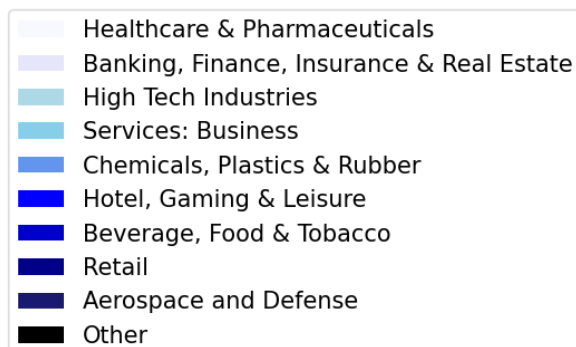 Healthcare & Pharmaceuticals
Banking, Finance, Insurance & Real Estate
High Tech Industries
Services: Business
Chemicals, Plastics & Rubber
Hotel, Gaming & Leisure
Beverage, Food & Tobacco
Retail
Aerospace and Defense
Other